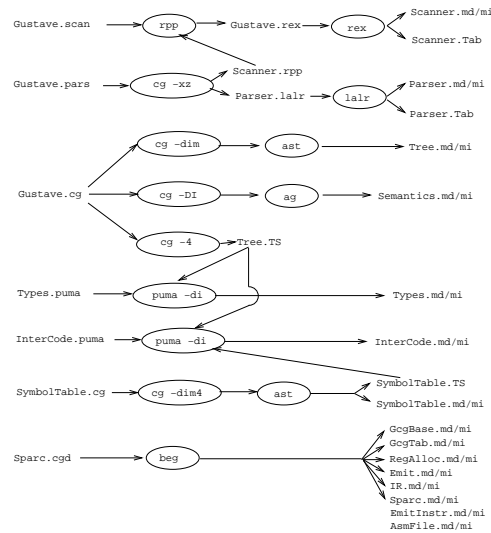 Gustave.scan rpp Gustave.rex rex Scanner.md/mi
Scanner.Tab
Scanner.rpp
Gustave.pars cg -xz Parser.lalr lalr Parser.md/mi
Parser.Tab
cg -dim ast Tree.md/mi
Gustave.cg cg -DI ag Semantics.md/mi
cg -4 Tree.TS
Types.puma puma -di Types.md/mi
InterCode.puma puma -di InterCode.md/mi
SymbolTable.TS
SymbolTable.cg cg -dim4 ast SymbolTable.md/mi
GcgBase.md/mi
GcgTab.md/mi
Sparc.cgd beg RegAlloc.md/mi
Emit.md/mi
IR.md/mi
Sparc.md/mi
EmitInstr.md/mi
AsmFile.md/mi